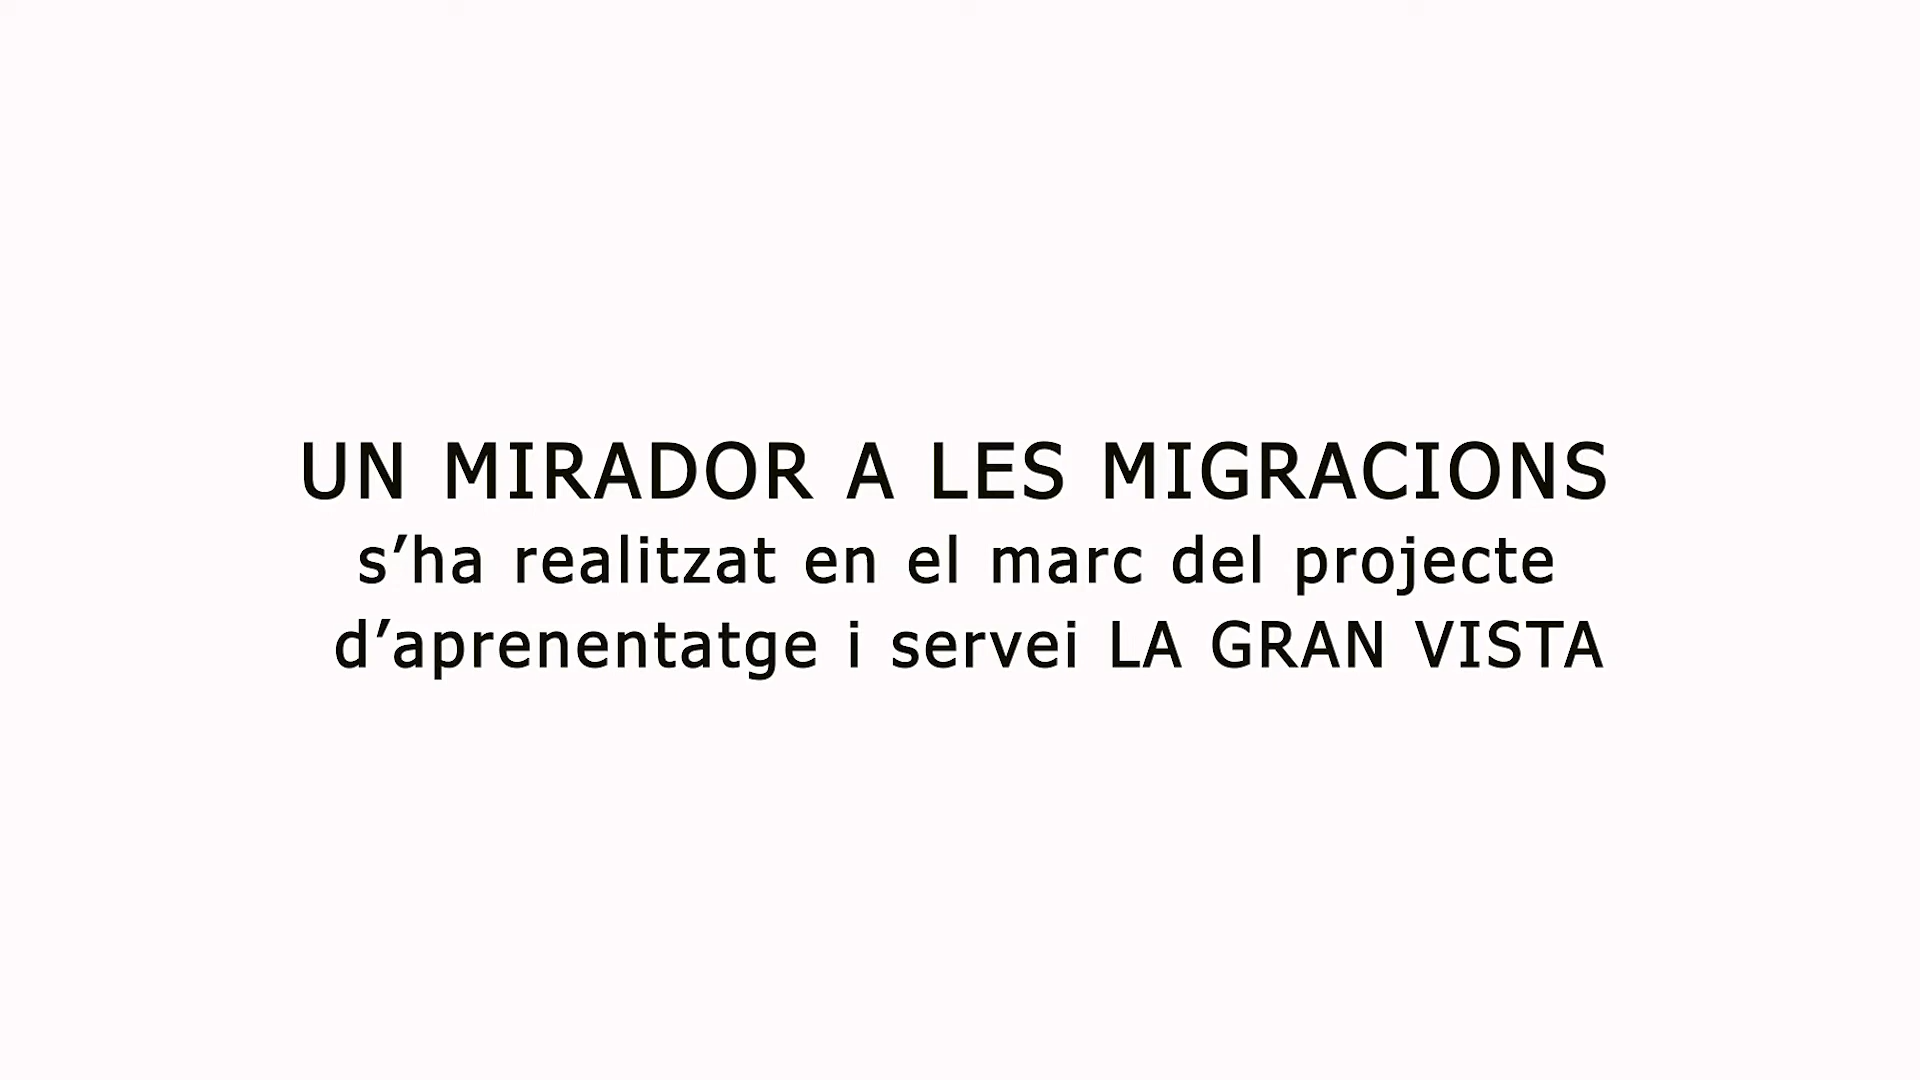 UN MIRADOR A LES MIGRACIONS
s’ha realitzat en el marc del projecte
d’aprenentatge i servei LA GRAN VISTA